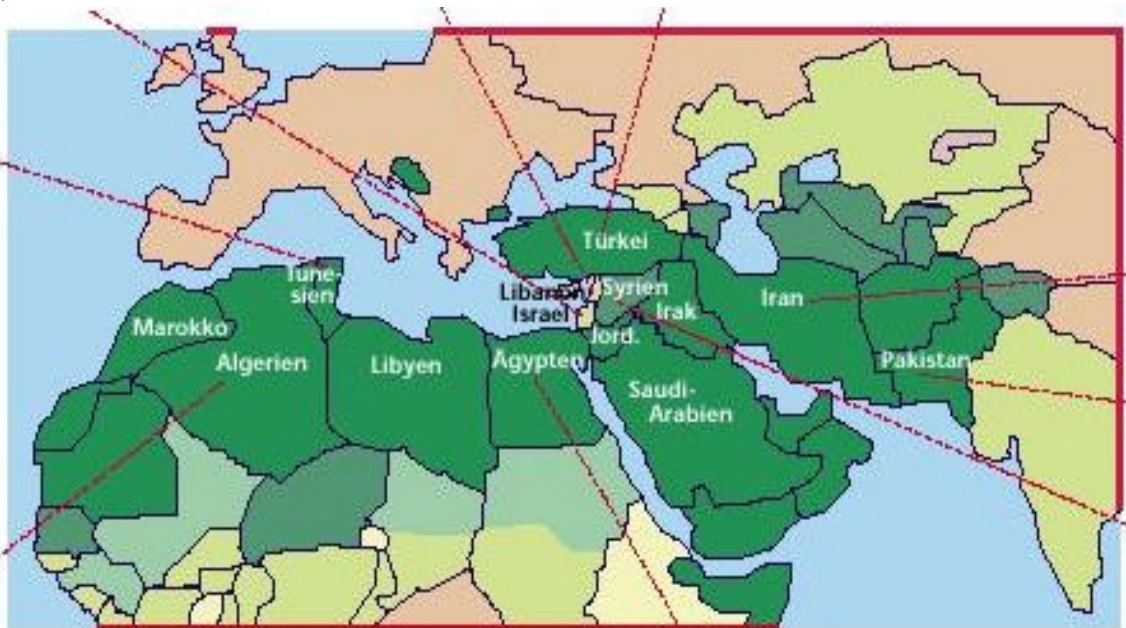 Türkei
Tune-
sien
Libanon
Syrien
Israel
Irak
Iran
Marokko
Jord.
Algerien
Libyen
Ägypten
Pakistan
Saudi-
Arabien